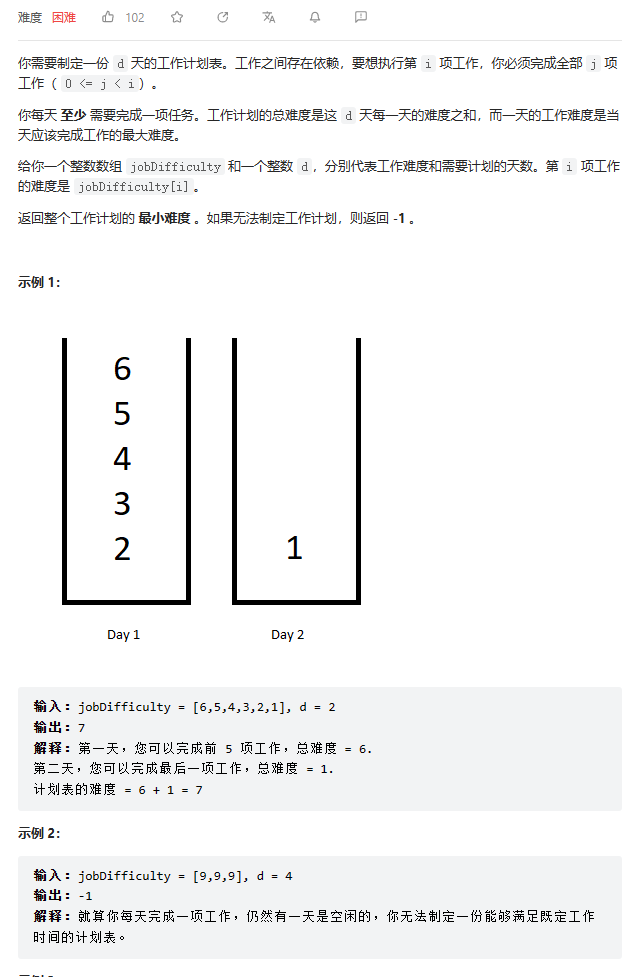 难度 困难 102
你需要制定一份 d 天的工作计划表。工作之间存在依赖，要想执行第 i 项工作，你必须完成全部 j 项
工作（ 0 <= j < i）。
你每天 至少 需要完成一项任务。工作计划的总难度是这 d 天每一天的难度之和，而一天的工作难度是当
天应该完成工作的最大难度。
给你一个整数数组 jobDifficulty 和一个整数 d，分别代表工作难度和需要计划的天数。第 i 项工作
的难度是 jobDifficulty[i]。
返回整个工作计划的 最小难度 。如果无法制定工作计划，则返回 -1 。
示例 1：
6
5
4
3
2
1
Day 1 Day 2
输入：jobDifficulty = [6,5,4,3,2,1], d = 2
输出：7
解释：第一天，您可以完成前 5 项工作，总难度 = 6.
第二天，您可以完成最后一项工作，总难度 = 1.
计划表的难度 = 6 + 1 = 7
示例 2：
输入：jobDifficulty = [9,9,9], d = 4
输出：-1
解释：就算你每天完成一项工作，仍然有一天是空闲的，你无法制定一份能够满足既定工作
时间的计划表。